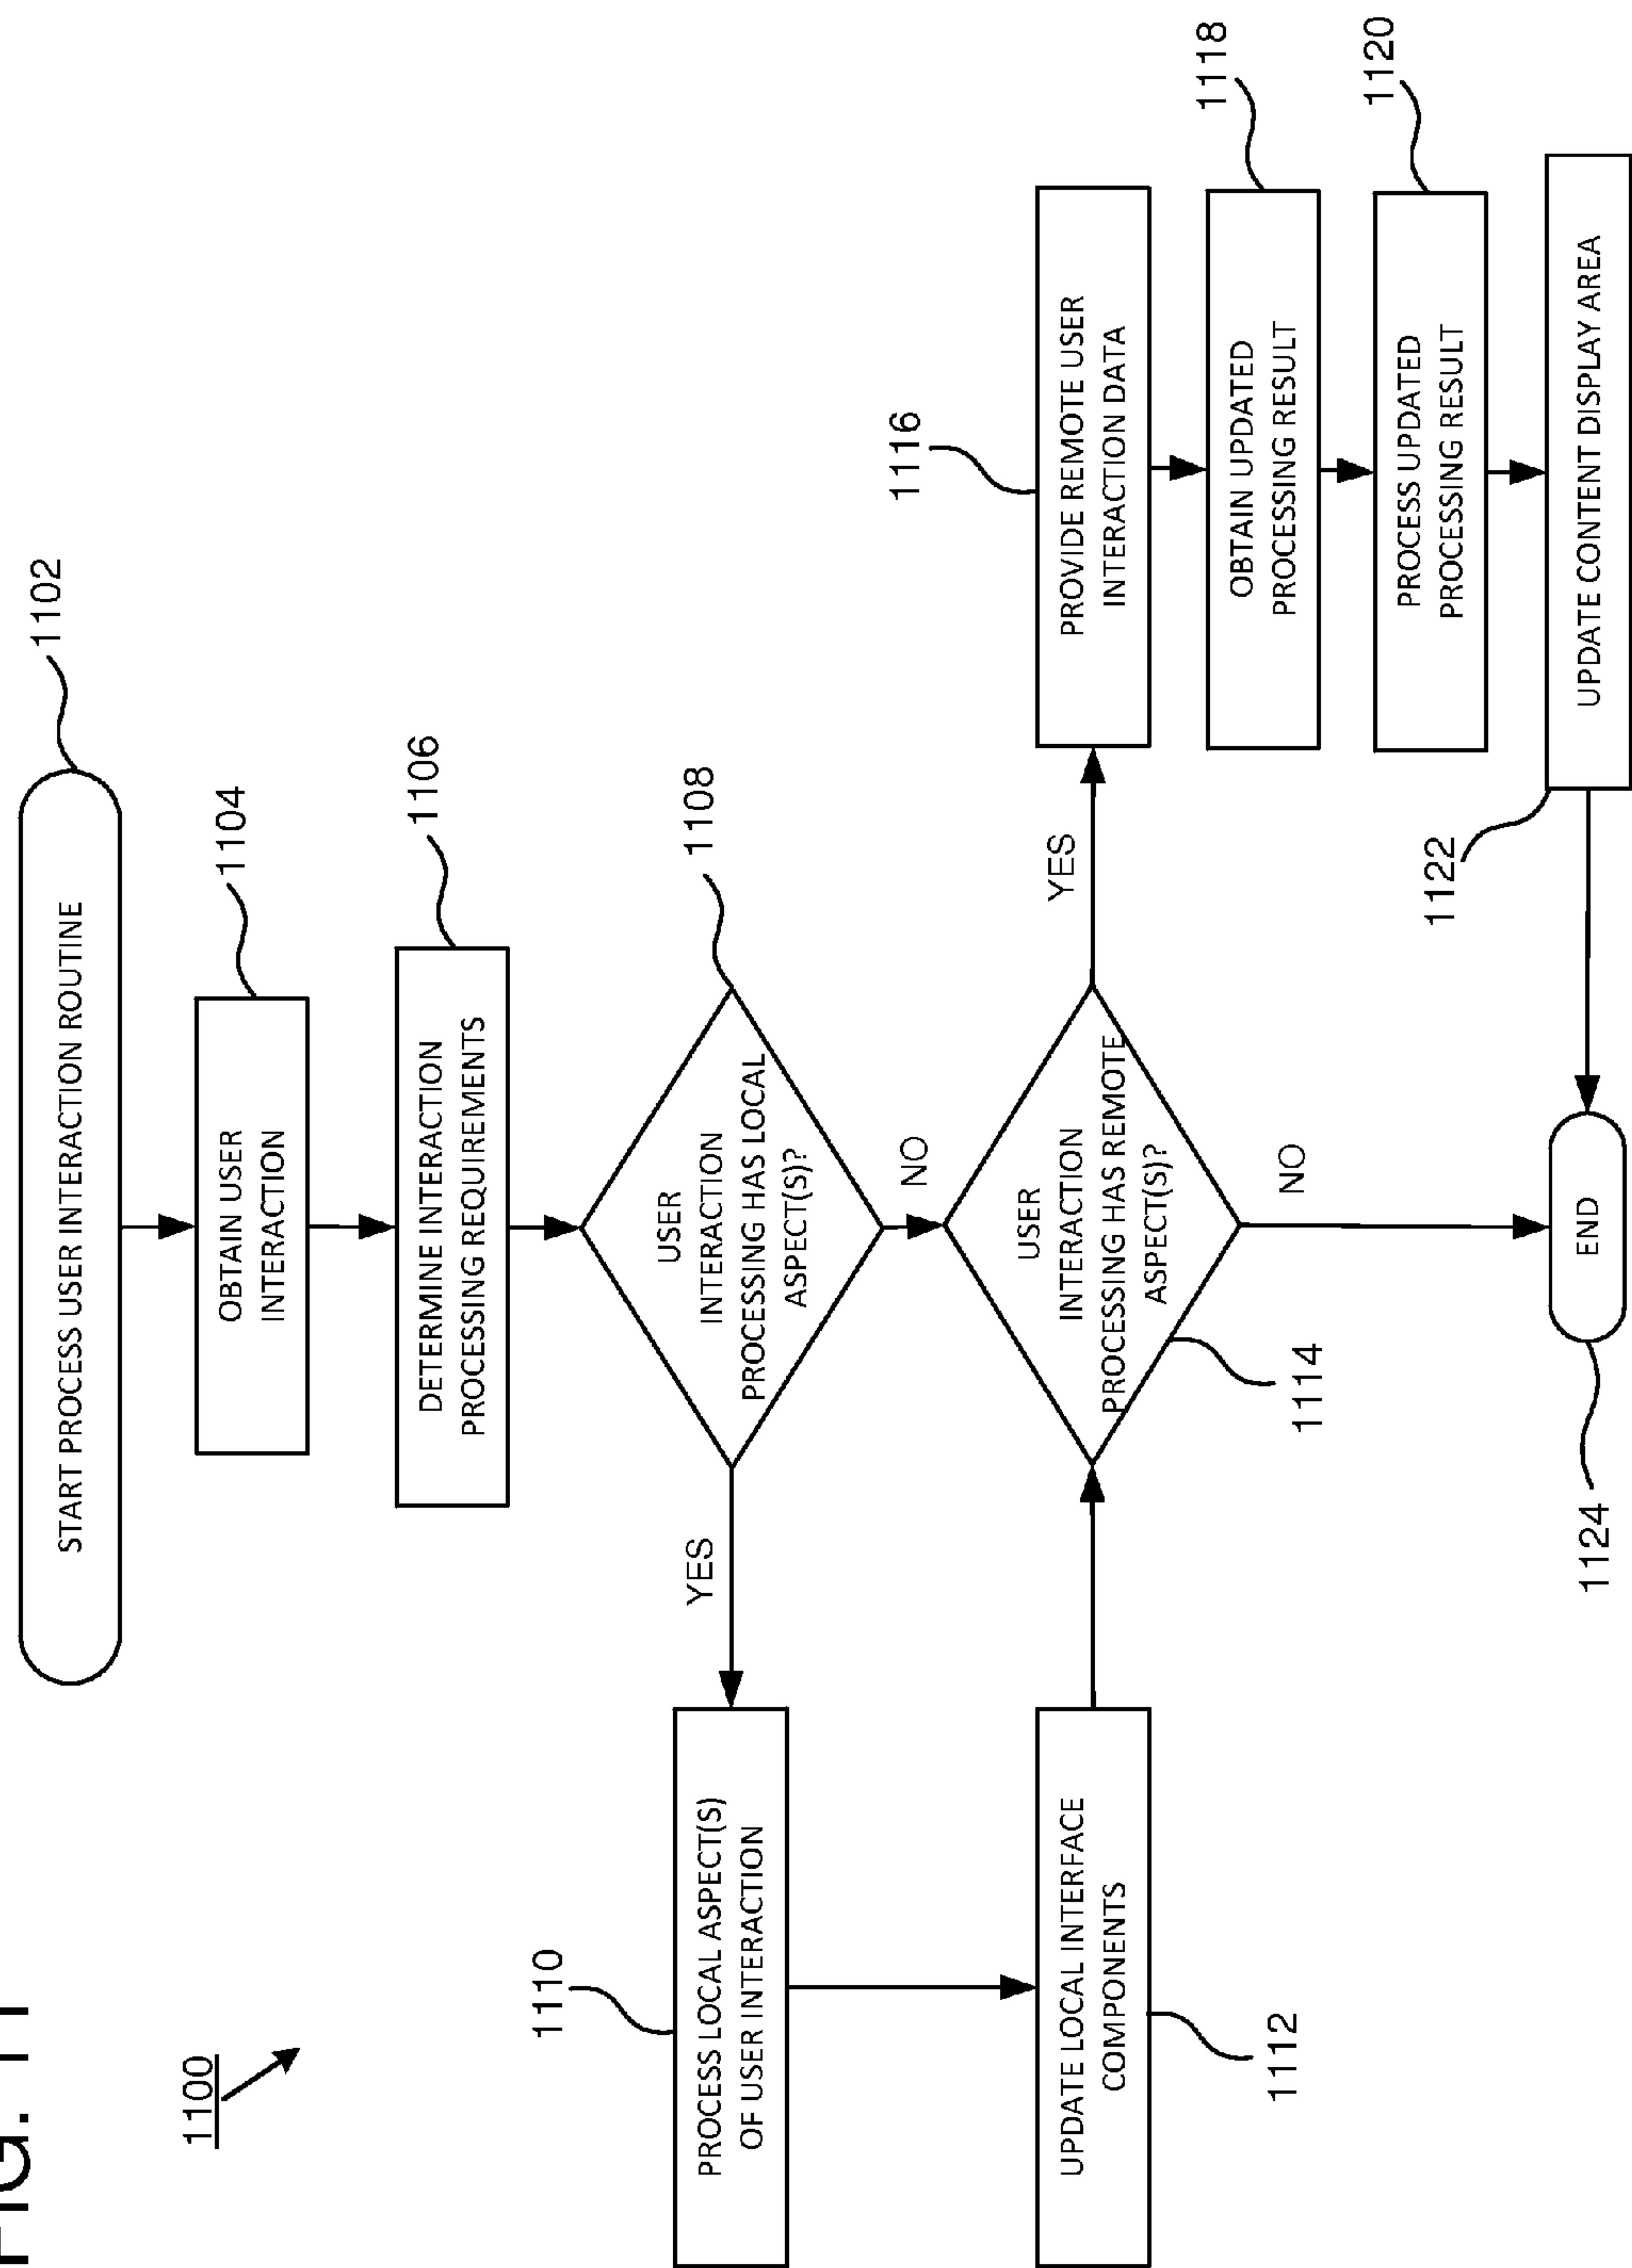 FIG. 11
1100
START PROCESS USER INTERACTION ROUTINE
1102
OBTAIN USER
INTERACTION
1104
DETERMINE INTERACTION
PROCESSING REQUIREMENTS
1106
USER
INTERACTION
PROCESSING HAS LOCAL
ASPECT(S)?
1108
YES
NO
1110
PROCESS LOCAL ASPECT(S)
OF USER INTERACTION
UPDATE LOCAL INTERFACE
COMPONENTS
1112
USER
INTERACTION
PROCESSING HAS REMOTE
ASPECT(S)?
1114
YES
NO
1116
PROVIDE REMOTE USER
INTERACTION DATA
OBTAIN UPDATED
PROCESSING RESULT
1118
PROCESS UPDATED
PROCESSING RESULT
1120
UPDATE CONTENT DISPLAY AREA
1122
END
1124